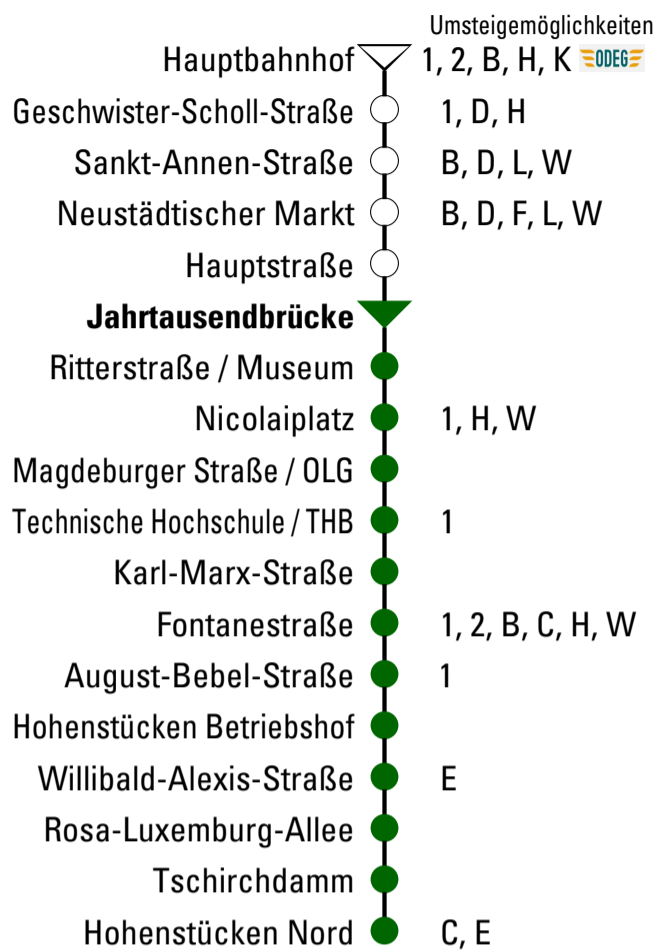 Umsteigemöglichkeiten
Hauptbahnhof 1, 2, B, H, K ODEG
Geschwister-Scholl-Straße 1, D, H
Sankt-Annen-Straße B, D, L, W
Neustädtischer Markt B, D, F, L, W
Hauptstraße
Jahrtausendbrücke
Ritterstraße / Museum
Nicolaiplatz 1, H, W
Magdeburger Straße / OLG
Technische Hochschule / THB 1
Karl-Marx-Straße
Fontanestraße 1, 2, B, C, H, W
August-Bebel-Straße 1
Hohenstücken Betriebshof
Willibald-Alexis-Straße E
Rosa-Luxemburg-Allee
Tschirchdamm
Hohenstücken Nord C, E